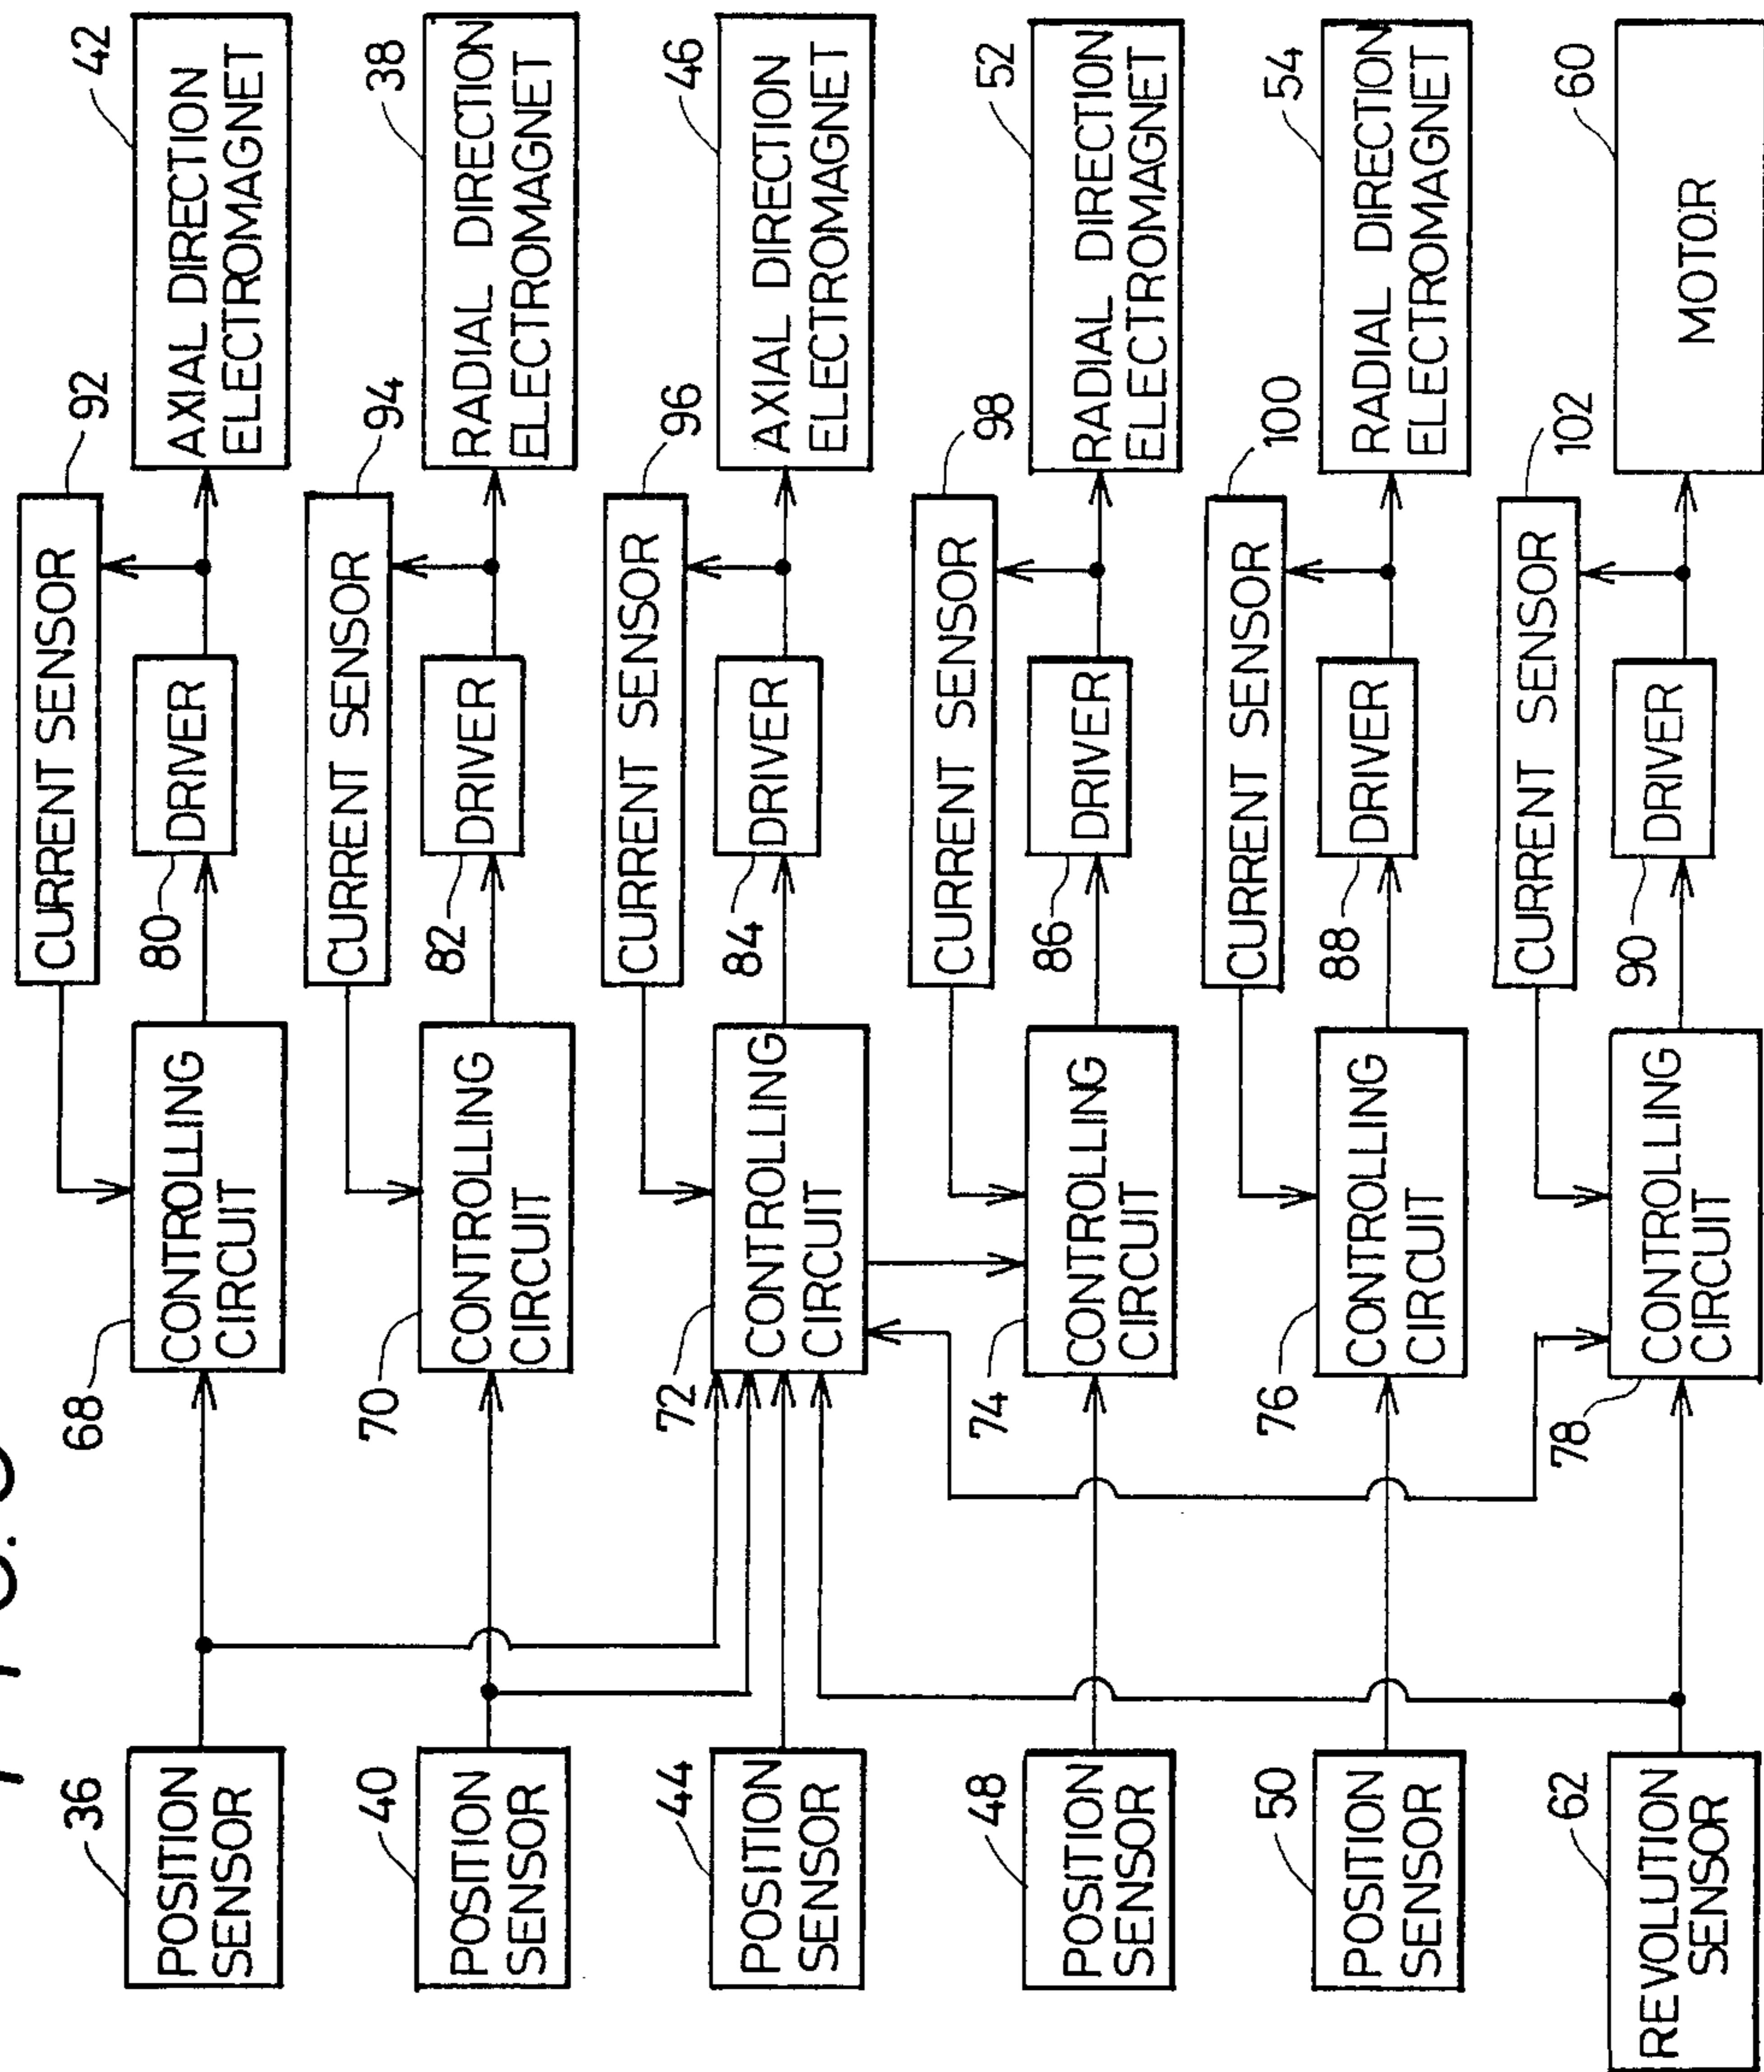 36
POSITION
SENSOR
68
CONTROLLING
CIRCUIT
CURRENT SENSOR
92
80
DRIVER
42
AXIAL DIRECTION
ELECTROMAGNET
40
POSITION
SENSOR
70
CONTROLLING
CIRCUIT
CURRENT SENSOR
94
82
DRIVER
38
RADIAL DIRECTION
ELECTROMAGNET
44
POSITION
SENSOR
72
CONTROLLING
CIRCUIT
CURRENT SENSOR
96
84
DRIVER
46
AXIAL DIRECTION
ELECTROMAGNET
48
POSITION
SENSOR
74
CONTROLLING
CIRCUIT
CURRENT SENSOR
98
86
DRIVER
52
RADIAL DIRECTION
ELECTROMAGNET
50
POSITION
SENSOR
76
CONTROLLING
CIRCUIT
CURRENT SENSOR
100
88
DRIVER
54
RADIAL DIRECTION
ELECTROMAGNET
62
REVOLUTION
SENSOR
78
CONTROLLING
CIRCUIT
CURRENT SENSOR
102
90
DRIVER
60
MOTOR